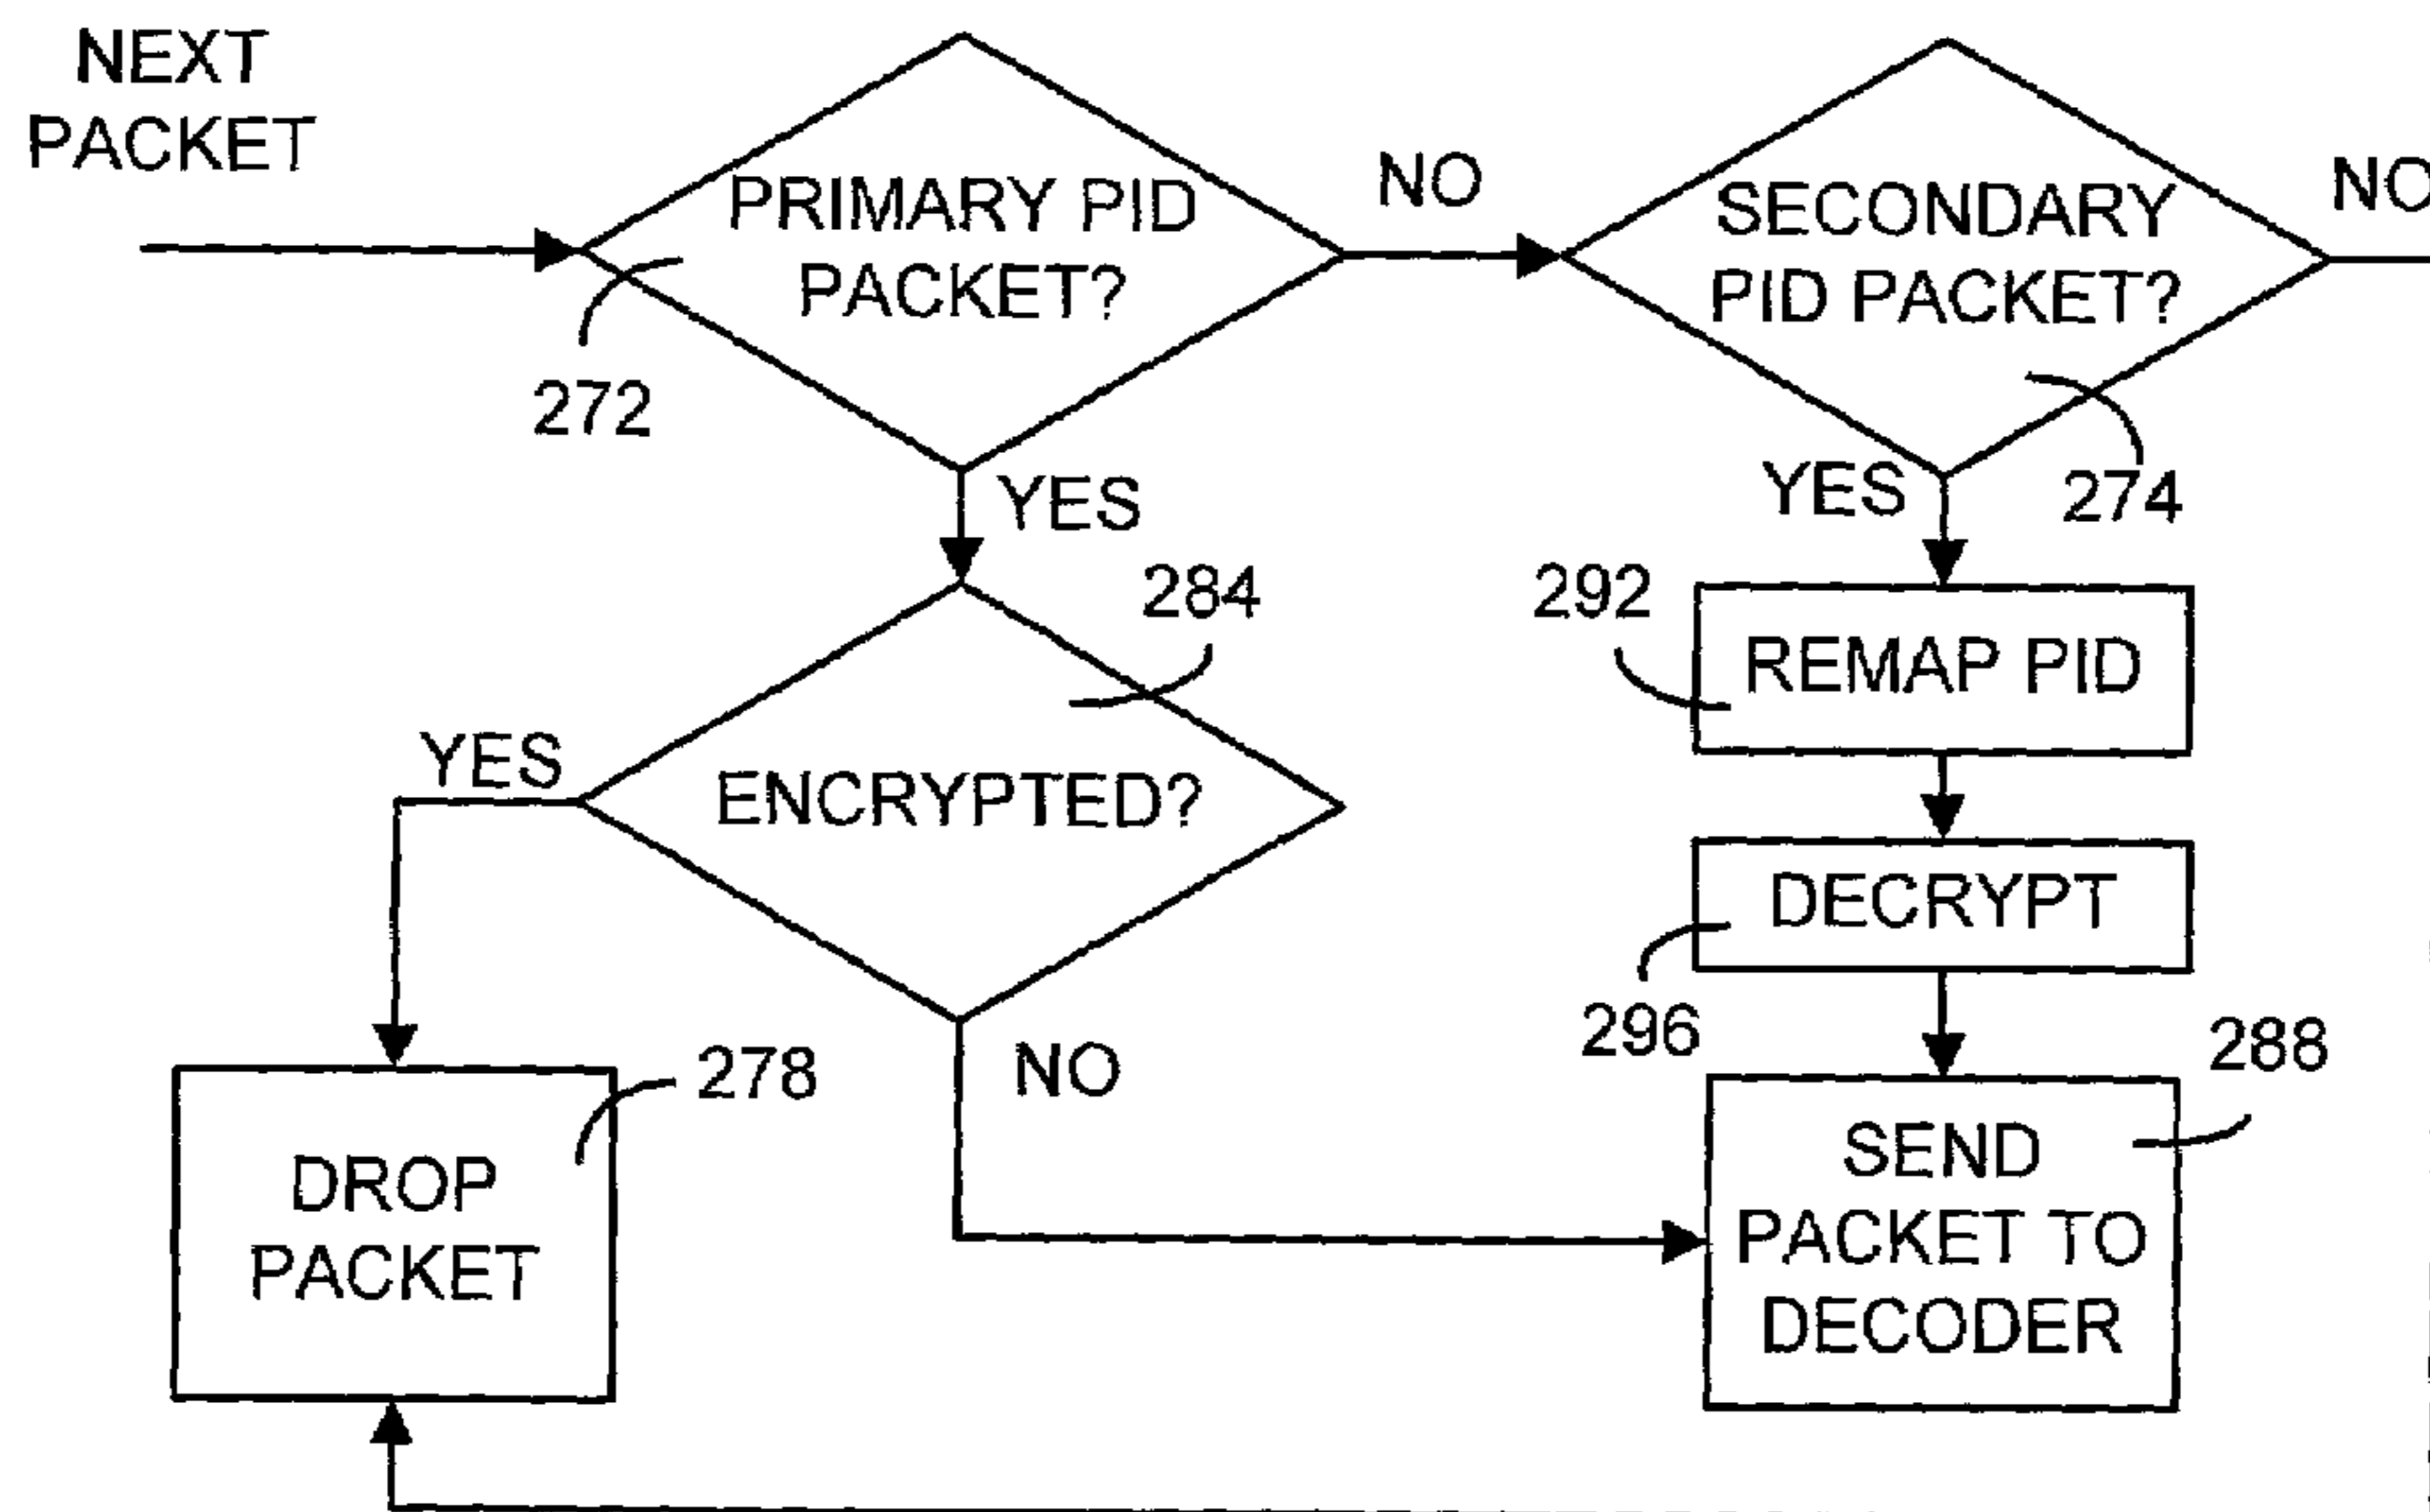 NEXT
PACKET
PRIMARY PID
PACKET?
272
NO
SECONDARY
PID PACKET?
274
NO
YES
YES
284
292
REMAP PID
YES
ENCRYPTED?
DECRYPT
296
288
278
NO
DROP
PACKET
SEND
PACKET TO
DECODER